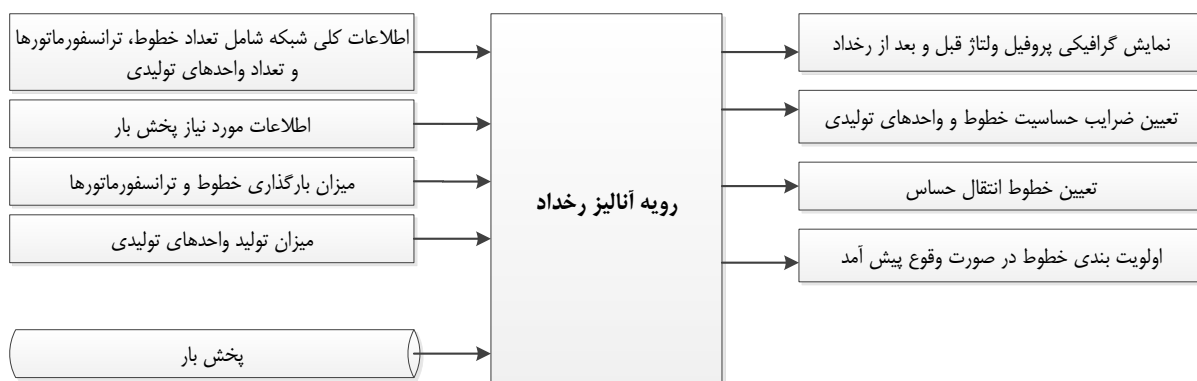 اطلاعات کلی شبکه شامل تعداد خطوط، ترانسفورماتورها
و تعداد واحدهای تولیدی
اطلاعات مورد نیاز پخش بار
میزان بارگذاری خطوط و ترانسفورماتورها
میزان تولید واحدهای تولیدی
پخش بار
رویه آنالیز رخداد
نمایش گرافیکی پروفیل ولتاژ قبل و بعد از رخداد
تعیین ضرایب حساسیت خطوط و واحدهای تولیدی
تعیین خطوط انتقال حساس
اولویت بندی خطوط در صورت وقوع پیش آمد